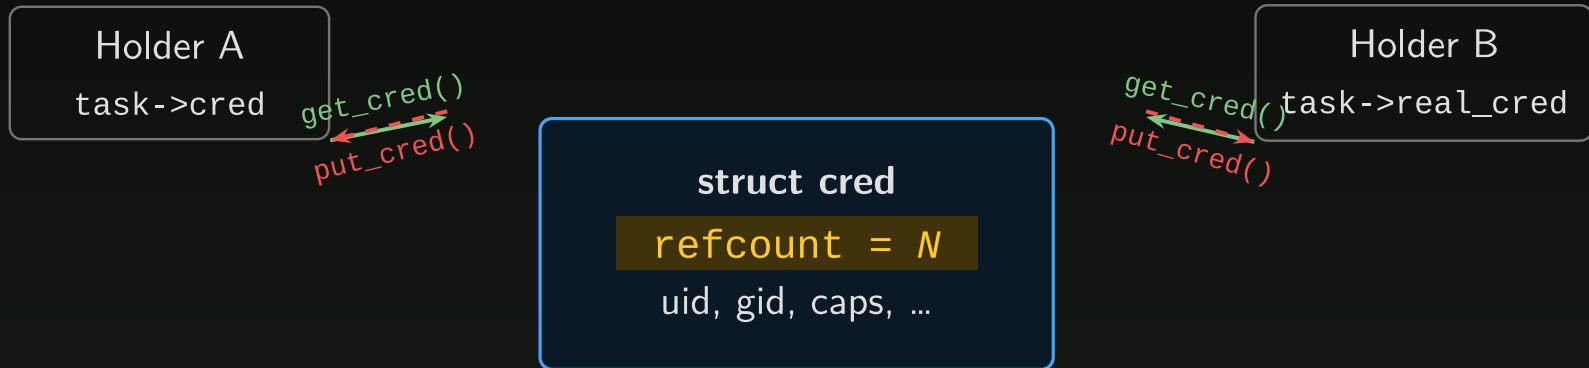 Holder A
task->cred
get_cred()
put_cred()
struct cred
refcount = N
uid, gid, caps, …
Holder B
task->real_cred
get_cred()
put_cred()